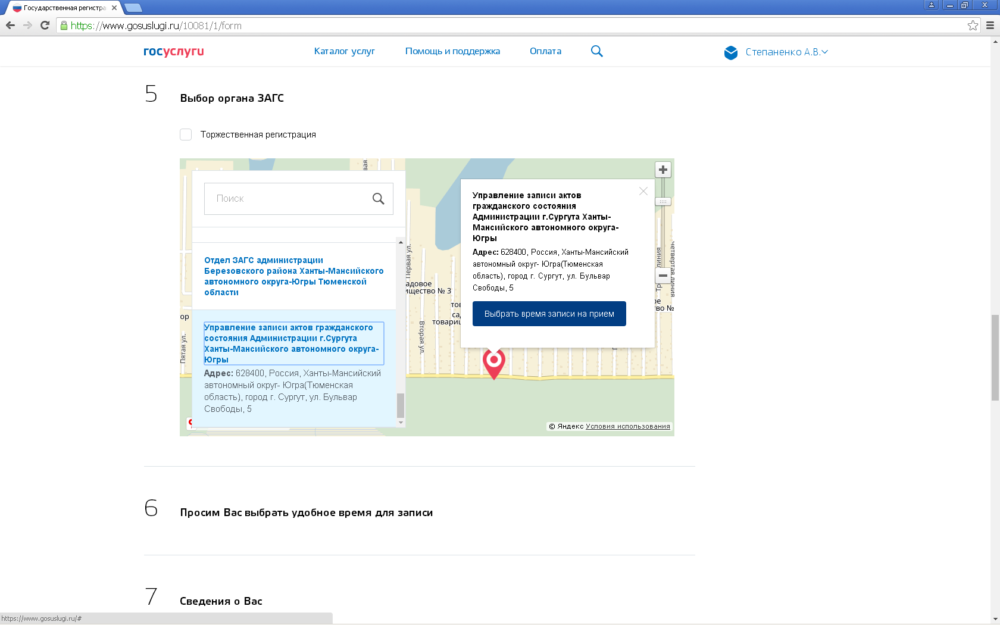 Государственная регистра
https://www.gosuslugi.ru/10081/1/form
госуслуги
Каталог услуг
Помощь и поддержка
Оплата
Степаненко А.В.
5
Выбор органа ЗАГС
Торжественная регистрация
Поиск
Отдел ЗАГС администрации
Березовского района Ханты-Мансийского
автономного округа-Югры Тюменской
области
Управление записи актов гражданского
состояния Администрации г.Сургута
Ханты-Мансийского автономного округа-
Югры
Адрес: 628400, Россия, Ханты-Мансийский
автономный округ- Югра(Тюменская
область), город г. Сургут, ул. Бульвар
Свободы, 5
Управление записи актов
гражданского состояния
Администрации г.Сургута Ханты-
Мансийского автономного округа-
Югры
Адрес: 628400, Россия, Ханты-Мансийский
автономный округ- Югра(Тюменская
область), город г. Сургут, ул. Бульвар
Свободы, 5
Выбрать время записи на прием
Первая ул.
Вторая ул.
Пятая ул.
Четвертая линия
адовое
ищество № 3
© Яндекс Условия использования
6
Просим Вас выбрать удобное время для записи
7
Сведения о Вас
https://www.gosuslugi.ru/#